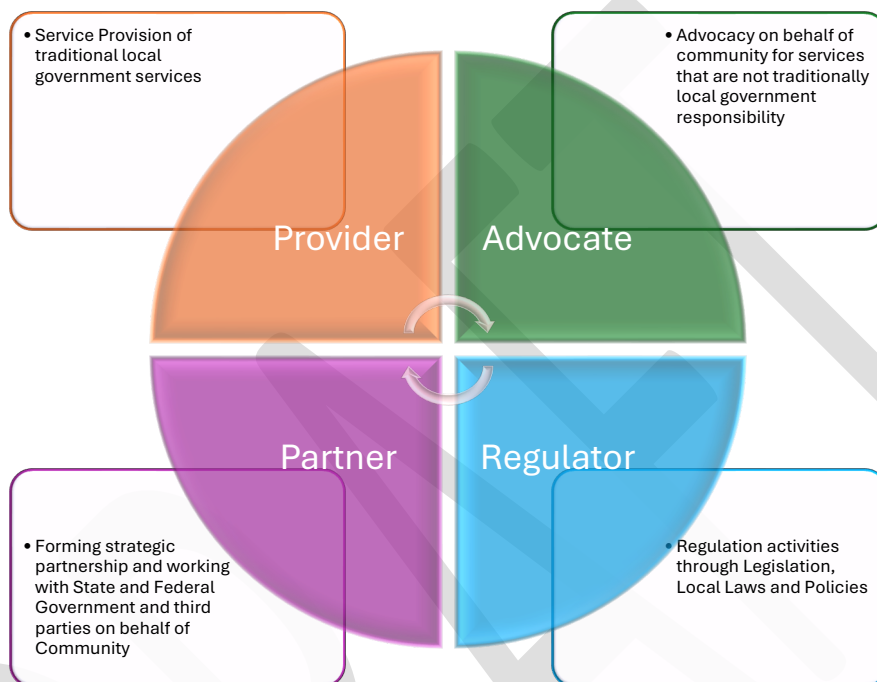 • Service Provision of
traditional local
government services
• Advocacy on behalf of
community for services
that are not traditionally
local government
responsibility
Provider
Advocate
Partner
Regulator
• Forming strategic
partnership and working
with State and Federal
Government and third
parties on behalf of
Community
• Regulation activities
through Legislation,
Local Laws and Policies